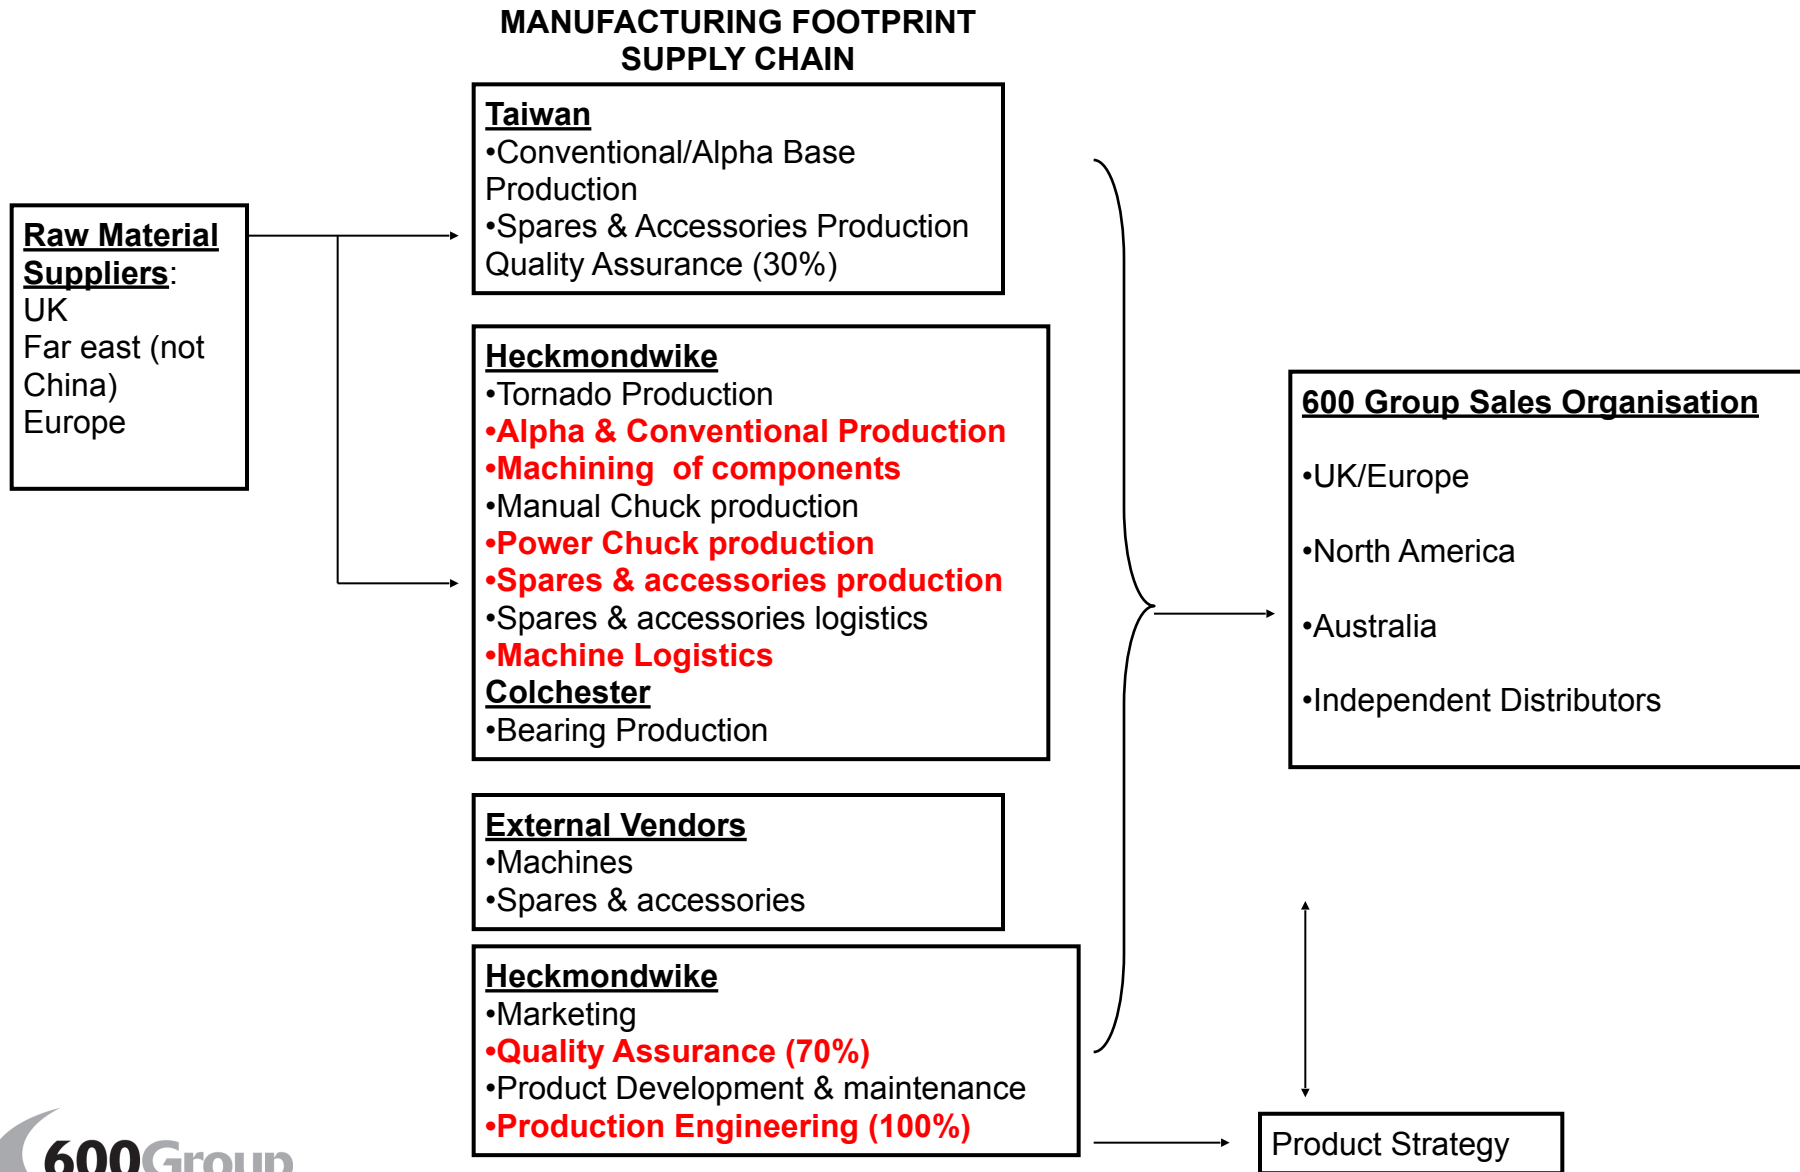 MANUFACTURING FOOTPRINT
SUPPLY CHAIN
Raw Material
Suppliers:
UK
Far east (not
China)
Europe
Taiwan
•Conventional/Alpha Base
Production
•Spares & Accessories Production
Quality Assurance (30%)
Heckmondwike
•Tornado Production
•Alpha & Conventional Production
•Machining  of components
•Manual Chuck production
•Power Chuck production
•Spares & accessories production
•Spares & accessories logistics
•Machine Logistics
Colchester
•Bearing Production
External Vendors
•Machines
•Spares & accessories
Heckmondwike
•Marketing
•Quality Assurance (70%)
•Product Development & maintenance
•Production Engineering (100%)
600 Group Sales Organisation
•UK/Europe
•North America
•Australia
•Independent Distributors
Product Strategy
600Group